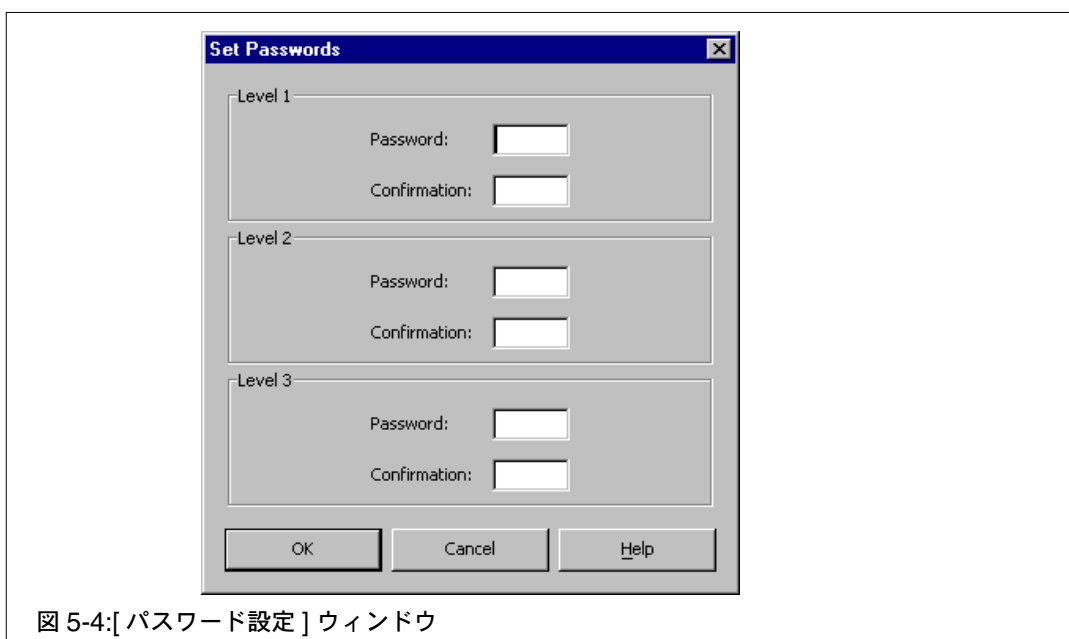 Set Passwords
Level 1
Password:
Confirmation:
Level 2
Password:
Confirmation:
Level 3
Password:
Confirmation:
OK Cancel Help
図 5-4:[ パスワード設定 ] ウィンドウ